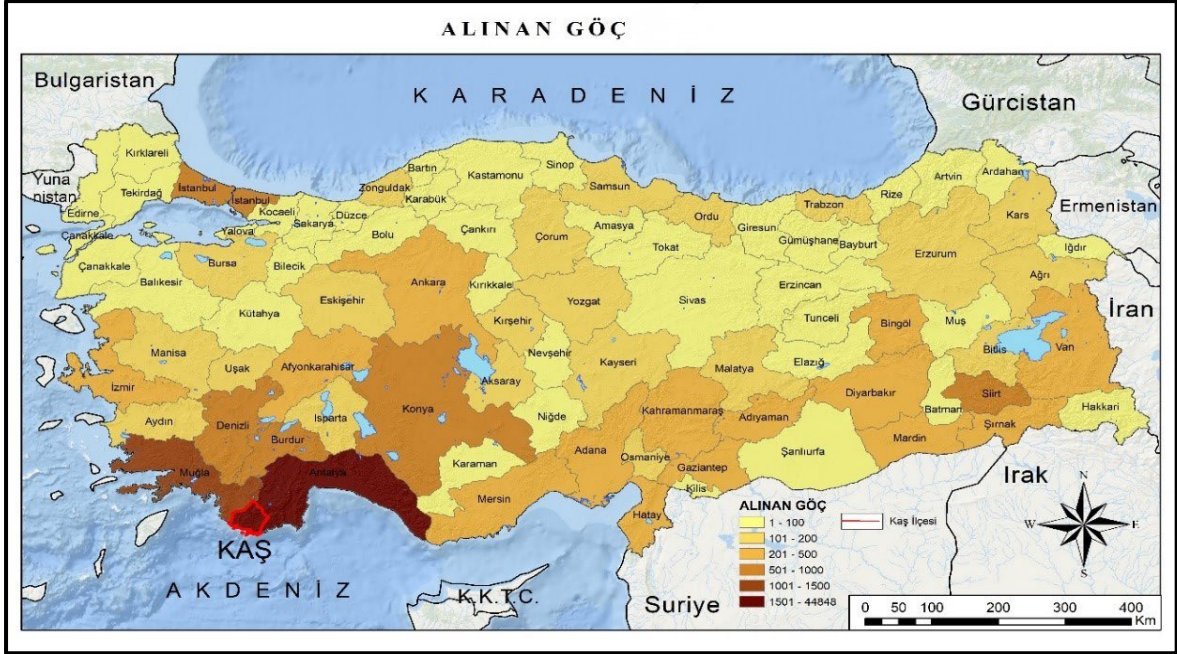 ALINAN GÖÇ
Bulgaristan
KARADENİZ
Gürcistan
Kırklareli
Yuna
nistan
Tekirdağ
İstanbul
İstanbul
Edirne
Kocaeli
Yalova
Sakarya
Düzce
Zonguldak
Bartın
Karabük
Kastamonu
Sinop
Samsun
Ordu
Giresun
Trabzon
Rize
Artvin
Ardahan
Kars
Ermenistan
Iğdır
Çanakkale
Çanakkale
Balıkesir
Bursa
Bilecik
Bolu
Çankırı
Çorum
Amasya
Tokat
Gümüşhane
Bayburt
Erzurum
Ağrı
İran
Kütahya
Eskişehir
Ankara
Kırıkkale
Yozgat
Sivas
Erzincan
Tunceli
Bingöl
Muş
Bitlis
Van
Manisa
Uşak
Afyonkarahisar
Kırşehir
Nevşehir
Kayseri
Malatya
Elazığ
İzmir
Aydın
Denizli
Isparta
Burdur
Konya
Aksaray
Niğde
Kahramanmaraş
Adıyaman
Diyarbakır
Batman
Siirt
Şırnak
Hakkari
Mardin
Muğla
Antalya
Karaman
Mersin
Adana
Osmaniye
Gaziantep
Kilis
Şanlıurfa
Hatay
Irak
KAŞ
AKDENİZ
K.K.T.C.
Suriye
ALINAN GÖÇ
1 - 100
101 - 200
201 - 500
501 - 1000
1001 - 1500
1501 - 44848
Kaş İlçesi
N
W
E
S
0 50 100 200 300 400
Km